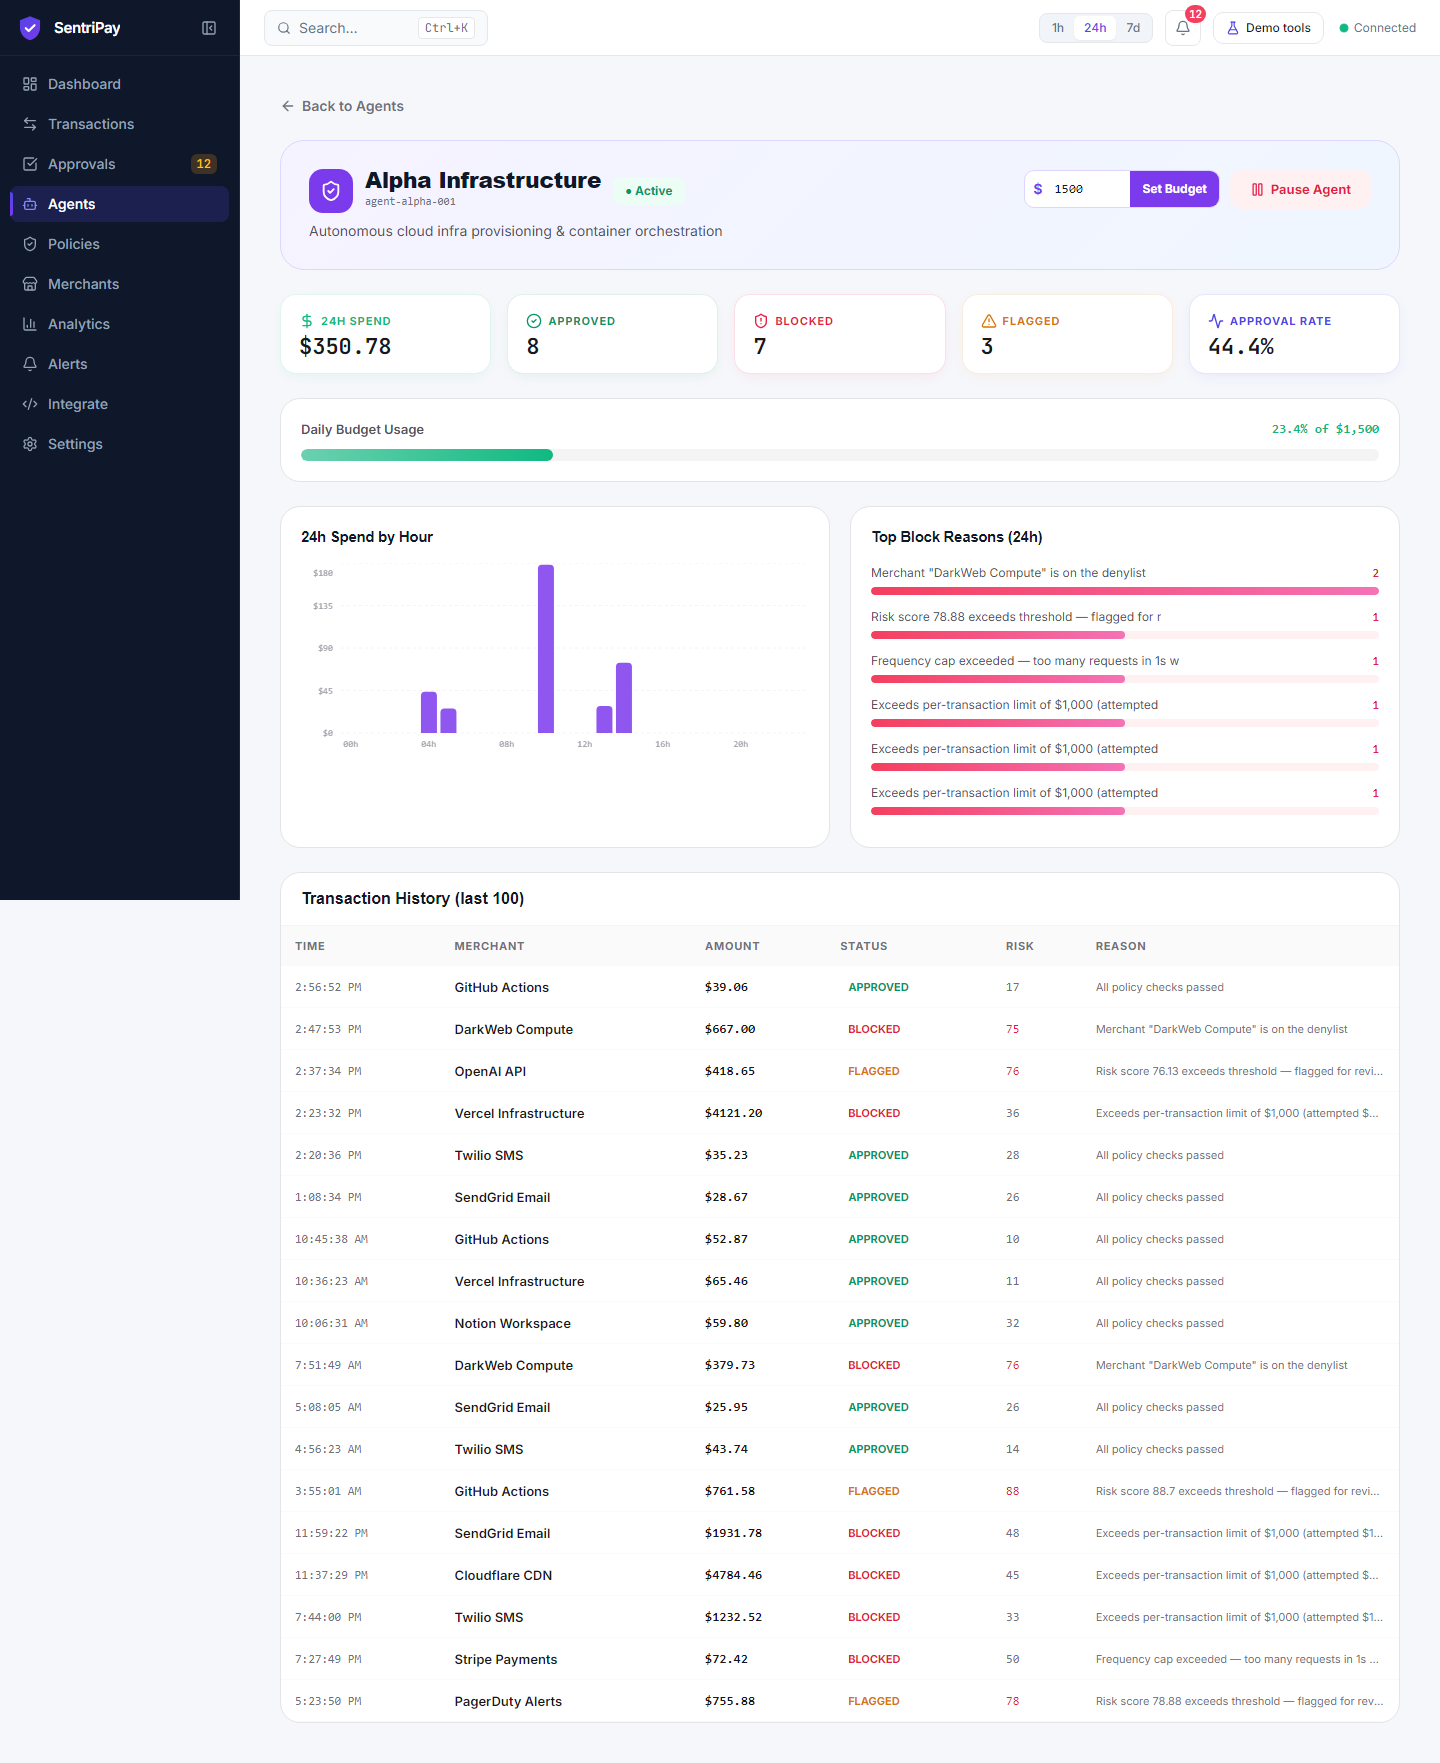 SentriPay
Search...
Ctrl+K
1h
24h
7d
12
Demo tools
Connected
Dashboard
Transactions
Approvals
12
Agents
Policies
Merchants
Analytics
Alerts
Integrate
Settings
Back to Agents
Alpha Infrastructure
Active
agent-alpha-001
$ 1500
Set Budget
Pause Agent
Autonomous cloud infra provisioning & container orchestration
24H SPEND
$350.78
APPROVED
8
BLOCKED
7
FLAGGED
3
APPROVAL RATE
44.4%
Daily Budget Usage
23.4% of $1,500
24h Spend by Hour
$180
$135
$90
$45
$0
00h 04h 08h 12h 16h 20h
Top Block Reasons (24h)
Merchant "DarkWeb Compute" is on the denylist 2
Risk score 78.88 exceeds threshold — flagged for r 1
Frequency cap exceeded — too many requests in 1s w 1
Exceeds per-transaction limit of $1,000 (attempted 1
Exceeds per-transaction limit of $1,000 (attempted 1
Exceeds per-transaction limit of $1,000 (attempted 1
Transaction History (last 100)
TIME MERCHANT AMOUNT STATUS RISK REASON
2:56:52 PM GitHub Actions $39.06 APPROVED 17 All policy checks passed
2:47:53 PM DarkWeb Compute $667.00 BLOCKED 75 Merchant "DarkWeb Compute" is on the denylist
2:37:34 PM OpenAI API $418.65 FLAGGED 76 Risk score 76.13 exceeds threshold — flagged for revi...
2:23:32 PM Vercel Infrastructure $4121.20 BLOCKED 36 Exceeds per-transaction limit of $1,000 (attempted $...
2:20:36 PM Twilio SMS $35.23 APPROVED 28 All policy checks passed
1:08:34 PM SendGrid Email $28.67 APPROVED 26 All policy checks passed
10:45:38 AM GitHub Actions $52.87 APPROVED 10 All policy checks passed
10:36:23 AM Vercel Infrastructure $65.46 APPROVED 11 All policy checks passed
10:06:31 AM Notion Workspace $59.80 APPROVED 32 All policy checks passed
7:51:49 AM DarkWeb Compute $379.73 BLOCKED 76 Merchant "DarkWeb Compute" is on the denylist
5:08:05 AM SendGrid Email $25.95 APPROVED 26 All policy checks passed
4:56:23 AM Twilio SMS $43.74 APPROVED 14 All policy checks passed
3:55:01 AM GitHub Actions $761.58 FLAGGED 88 Risk score 88.7 exceeds threshold — flagged for revi...
11:59:22 PM SendGrid Email $1931.78 BLOCKED 48 Exceeds per-transaction limit of $1,000 (attempted $1...
11:37:29 PM Cloudflare CDN $4784.46 BLOCKED 45 Exceeds per-transaction limit of $1,000 (attempted $...
7:44:00 PM Twilio SMS $1232.52 BLOCKED 33 Exceeds per-transaction limit of $1,000 (attempted $1...
7:27:49 PM Stripe Payments $72.42 BLOCKED 50 Frequency cap exceeded — too many requests in 1s ...
5:23:50 PM PagerDuty Alerts $755.88 FLAGGED 78 Risk score 78.88 exceeds threshold — flagged for rev...